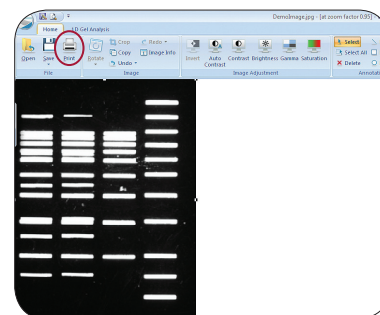 DemsImage.jpg - [at zoom factor 0.95]
Home 1D Gel Analysis
Open Save Print Rotate Crop Copy Undo Redo Image Info Invert Auto Contrast Contrast Brightness Gamma Saturation Select Select All Delete
File Image Image Adjustment